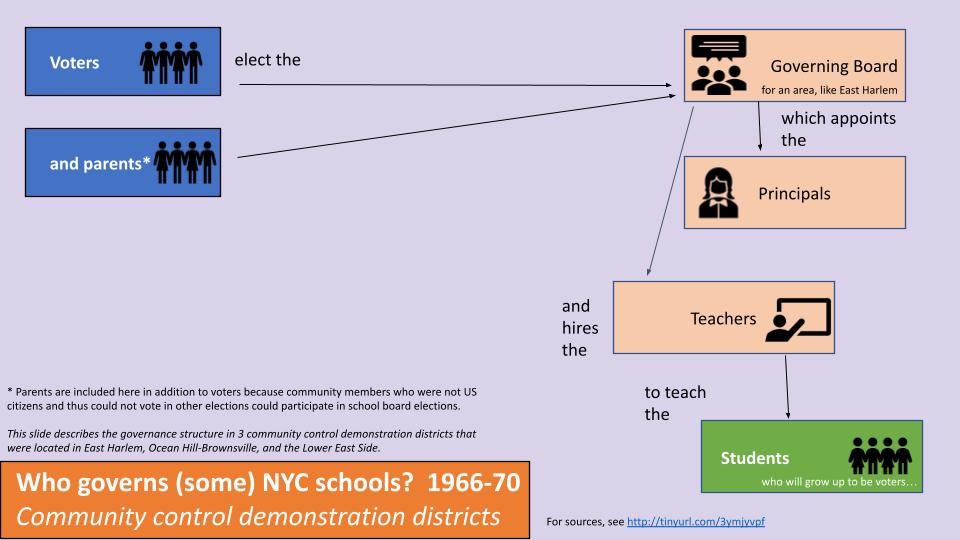 Voters
elect the
Governing Board
for an area, like East Harlem
and parents*
which appoints
the
Principals
and
hires
the
Teachers
to teach
the
Students
who will grow up to be voters…
* Parents are included here in addition to voters because community members who were not US
citizens and thus could not vote in other elections could participate in school board elections.
This slide describes the governance structure in 3 community control demonstration districts that
were located in East Harlem, Ocean Hill-Brownsville, and the Lower East Side.
Who governs (some) NYC schools? 1966-70
Community control demonstration districts
For sources, see http://tinyurl.com/3ymjyvpf